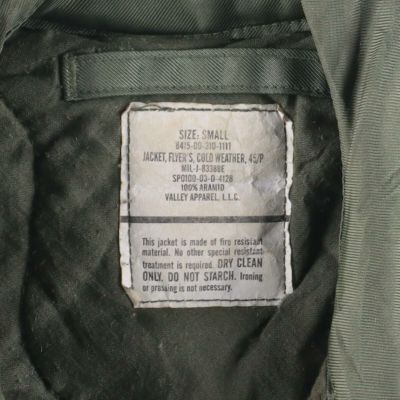 SIZE: SMALL
8415-00-310-1111
JACKET, FLYER'S, COLD WEATHER, 45/P
MIL-J-83388E
SPO100-03-D-4128
100% ARAMID
VALLEY APPAREL, L.L.C.
This jacket is made of fire resistant
material. No other special resistant
treatment is required. DRY CLEAN
ONLY. DO NOT STARCH. Ironing
or pressing is not necessary.